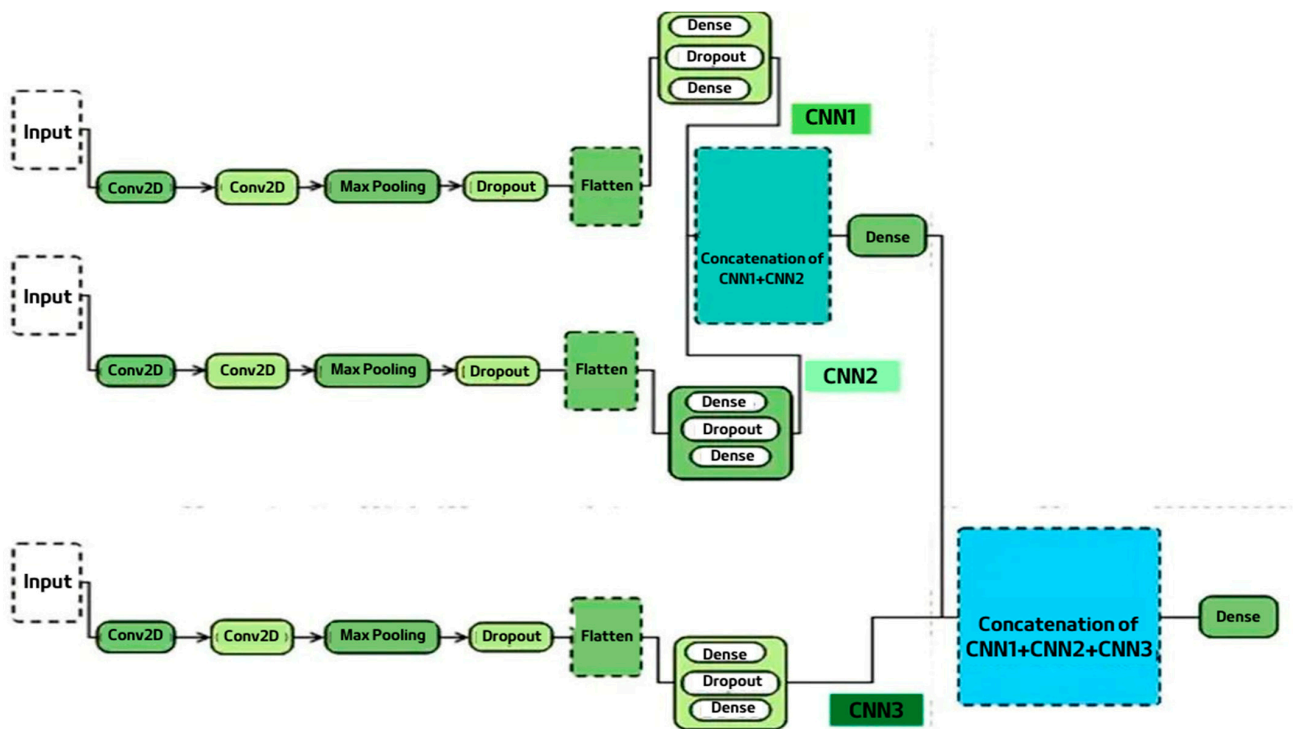 Dense
Dropout
Dense
CNN1
Input
Conv2D
Conv2D
Max Pooling
Dropout
Flatten
Concatenation of
CNN1+CNN2
Dense
Input
Conv2D
Conv2D
Max Pooling
Dropout
Flatten
CNN2
Dense
Dropout
Dense
Input
Conv2D
Conv2D
Max Pooling
Dropout
Flatten
Dense
Dropout
Dense
CNN3
Concatenation of
CNN1+CNN2+CNN3
Dense